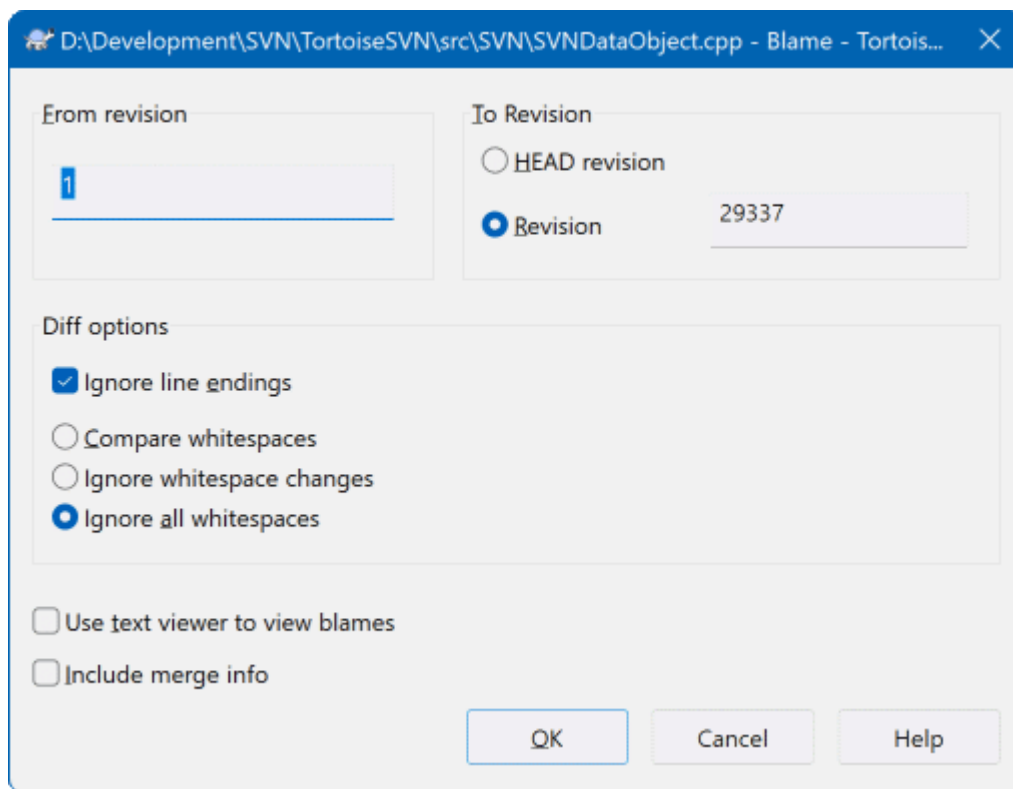 D:\Development\SVN\TortoiseSVN\src\SVN\SVNDataObject.cpp - Blame - Tortois...
From revision
1
To Revision
HEAD revision
Revision
29337
Diff options
Ignore line endings
Compare whitespaces
Ignore whitespace changes
Ignore all whitespaces
Use text viewer to view blames
Include merge info
OK Cancel Help